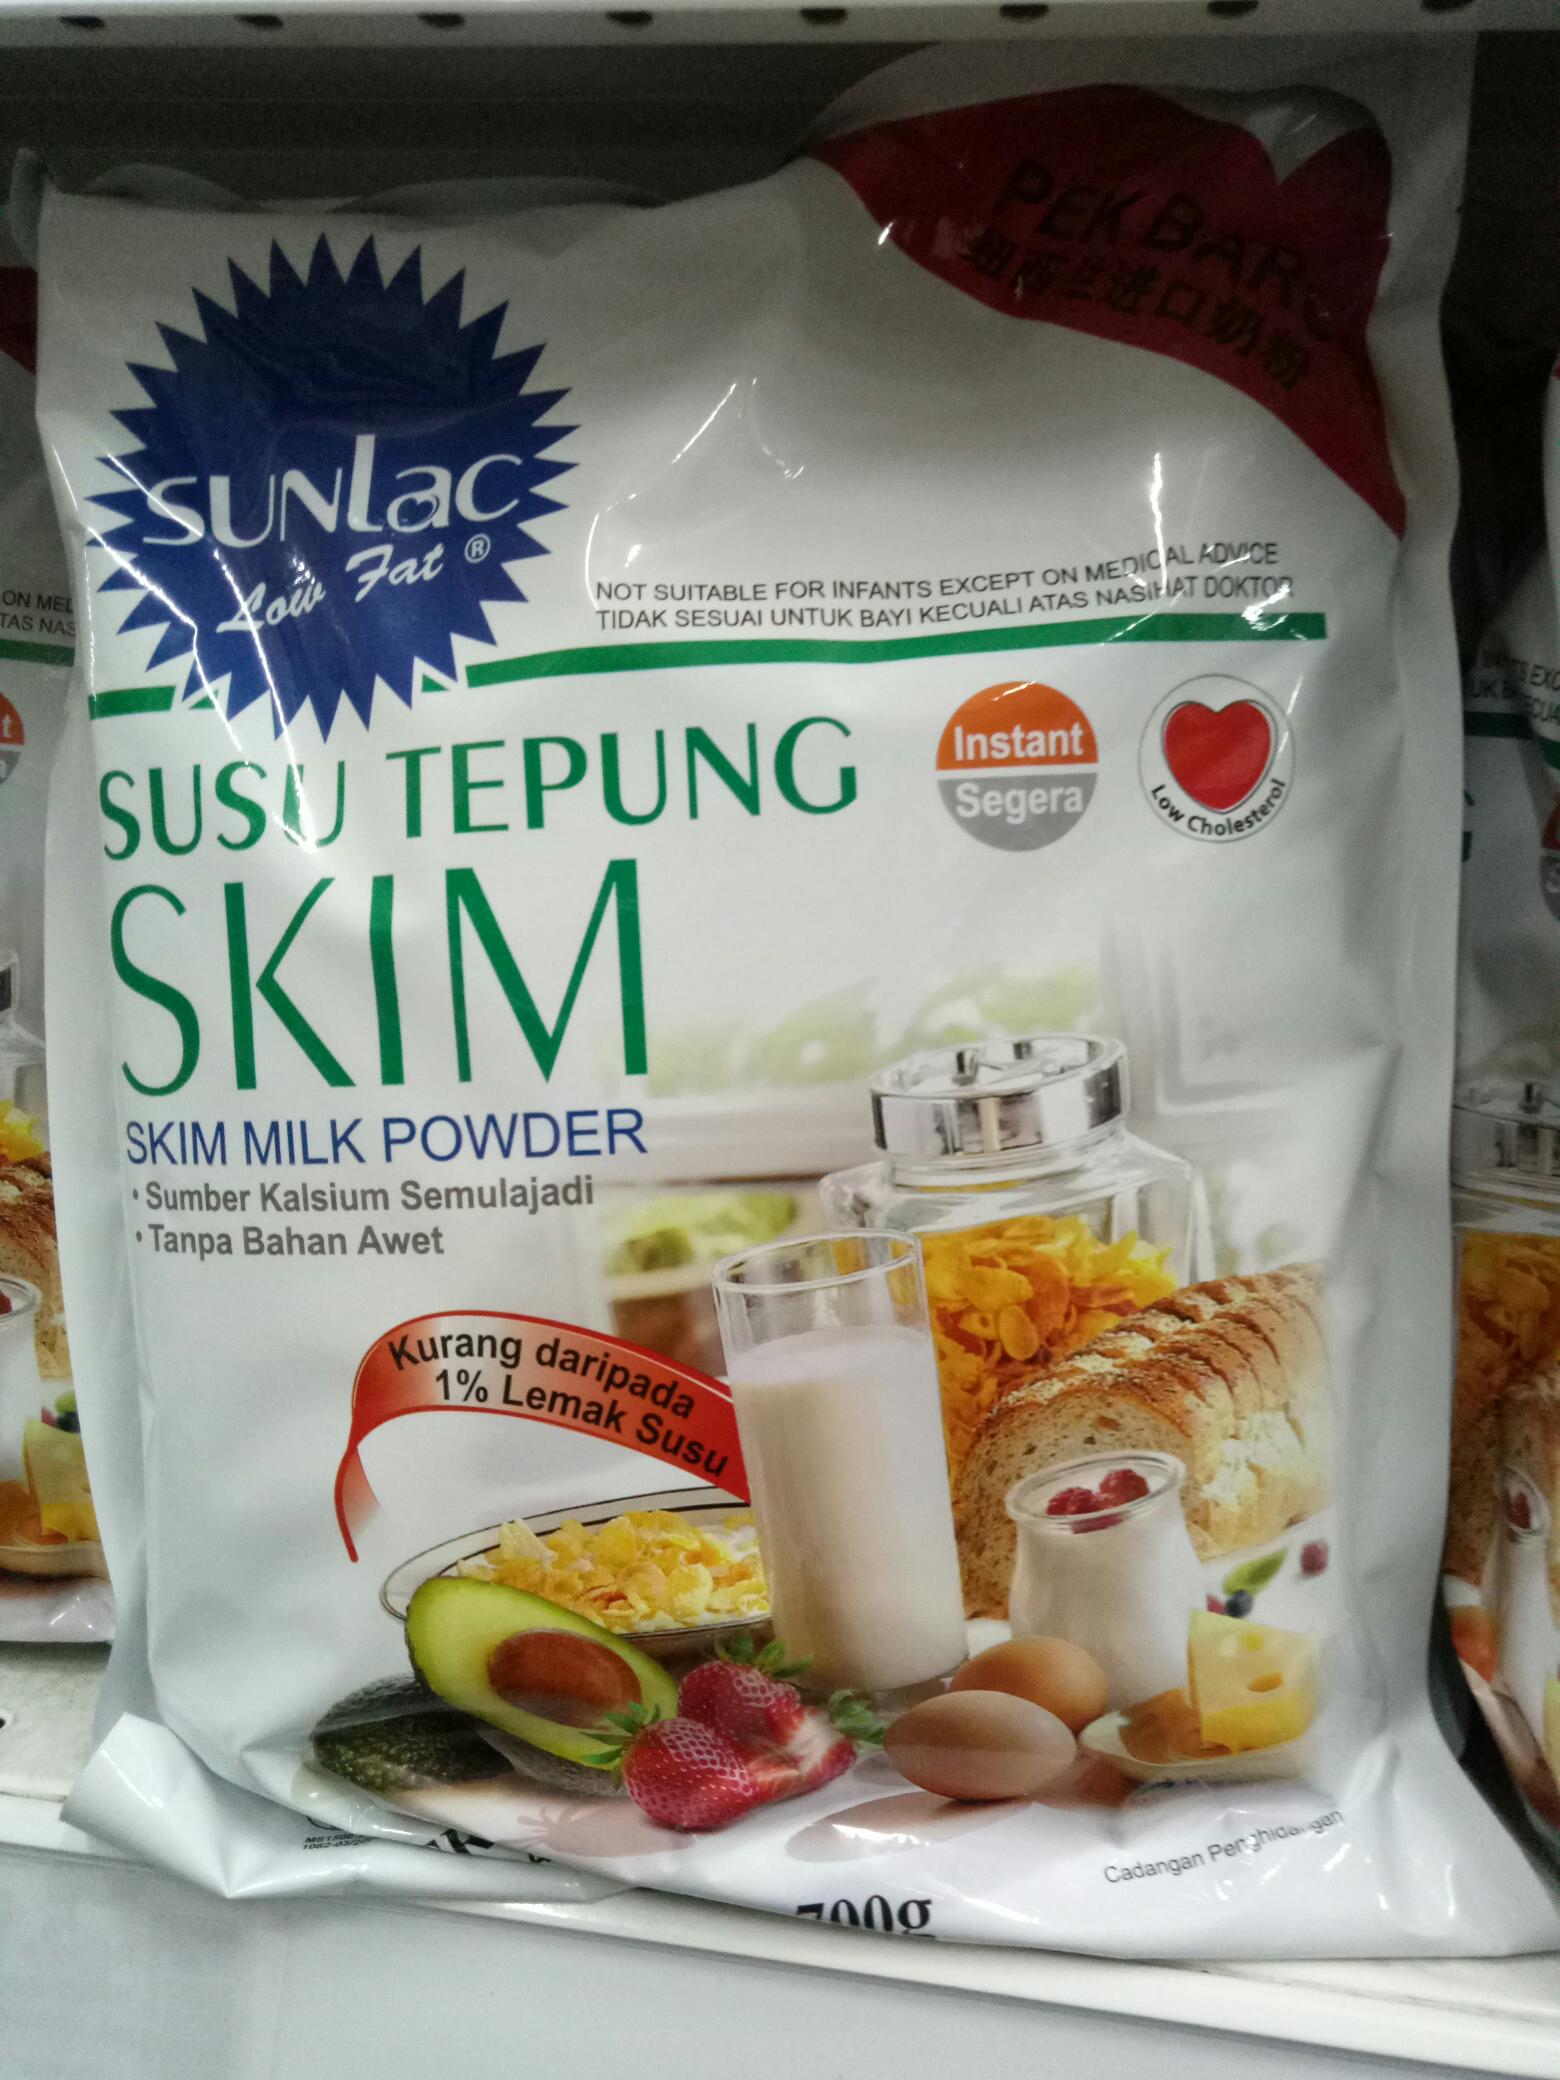 PEK BARU
纽西兰进口奶粉
SUNLac
Low Fat ®
NOT SUITABLE FOR INFANTS EXCEPT ON MEDICAL ADVICE
TIDAK SESUAI UNTUK BAYI KECUALI ATAS NASIHAT DOKTOR
SUSU TEPUNG
SKIM
Instant
Segera
Low Cholesterol
SKIM MILK POWDER
• Sumber Kalsium Semulajadi
• Tanpa Bahan Awet
Kurang daripada
1% Lemak Susu
Cadangan Penghidangan
700g